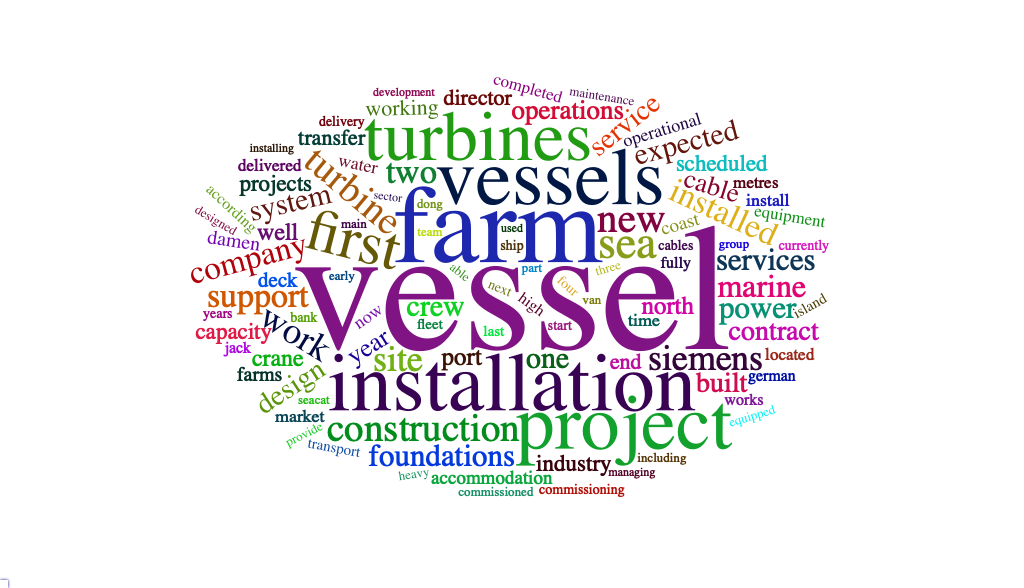 development
completed
maintenance
working
director
operations
service
delivery
turbines
operational
expected
transfer
installing
delivered
turbine
water
two
vessels
scheduled
cable
metres
projects
sector
installed
install
according
system
farm
dong
used
new
coast
equipment
designed
damen
well
first
main
team
ship
sea
cables
group
currently
company
deck
early
vessel
able
part
three
fully
services
support
years
bank
now
crew
fleet
next
high
four
van
north
time
marine
power
island
capacity
work
jack
year
last
start
contract
crane
site
port
one
end
siemens
located
farms
design
seacat
installation
built
german
works
market
provide
construction
project
equipped
transport
foundations
industry
including
managing
heavy
accommodation
commissioned
commissioning